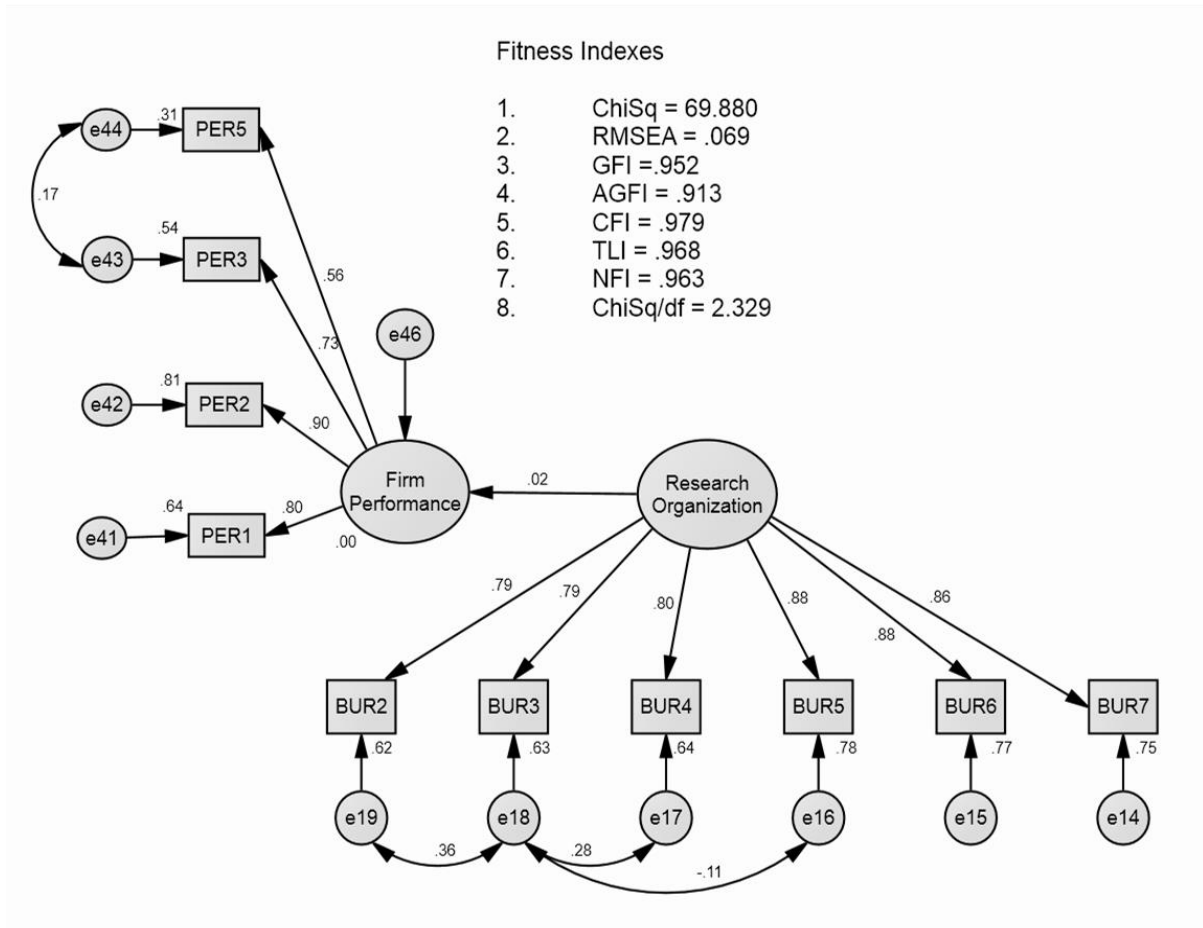 Fitness Indexes
1. ChiSq = 69.880
2. RMSEA = .069
3. GFI =.952
4. AGFI = .913
5. CFI = .979
6. TLI = .968
7. NFI = .963
8. ChiSq/df = 2.329
e44
.31
PER5
.17
e43
.54
PER3
.56
.73
e46
e42
.81
PER2
.90
Firm
Performance
.02
Research
Organization
e41
.64
PER1
.80
.00
.79
.79
.80
.88
.88
.86
BUR2
BUR3
BUR4
BUR5
BUR6
BUR7
.62
.63
.64
.78
.77
.75
e19
e18
e17
e16
e15
e14
.36
.28
-.11